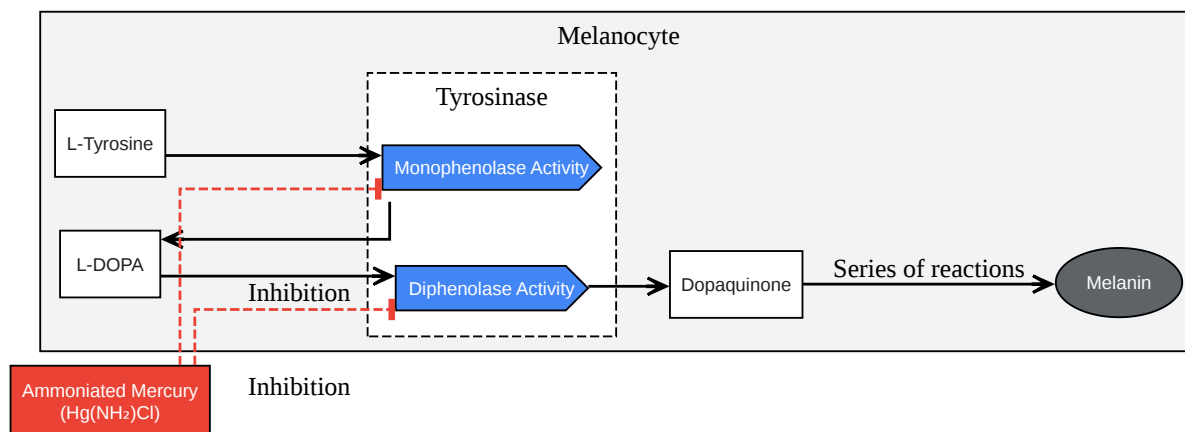 Melanocyte
Tyrosinase
L-Tyrosine
Monophenolase Activity
L-DOPA
Inhibition
Diphenolase Activity
Dopaquinone
Series of reactions
Melanin
Ammoniated Mercury
(Hg(NH₂)Cl)
Inhibition